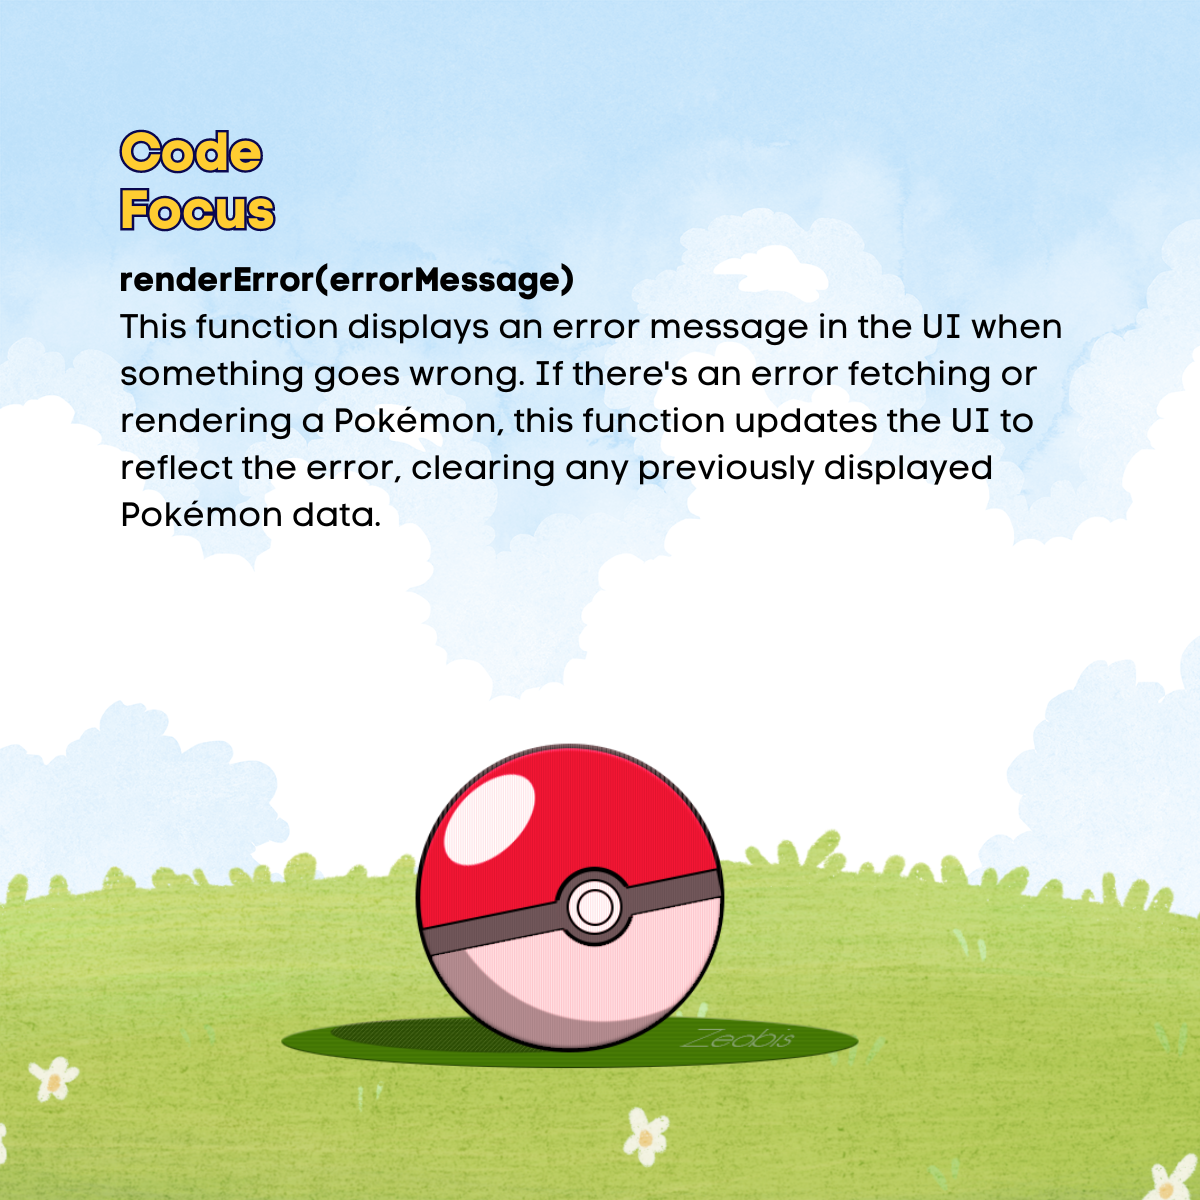 Code
Focus
renderError(errorMessage)
This function displays an error message in the UI when
something goes wrong. If there's an error fetching or
rendering a Pokémon, this function updates the UI to
reflect the error, clearing any previously displayed
Pokémon data.
Zeobis